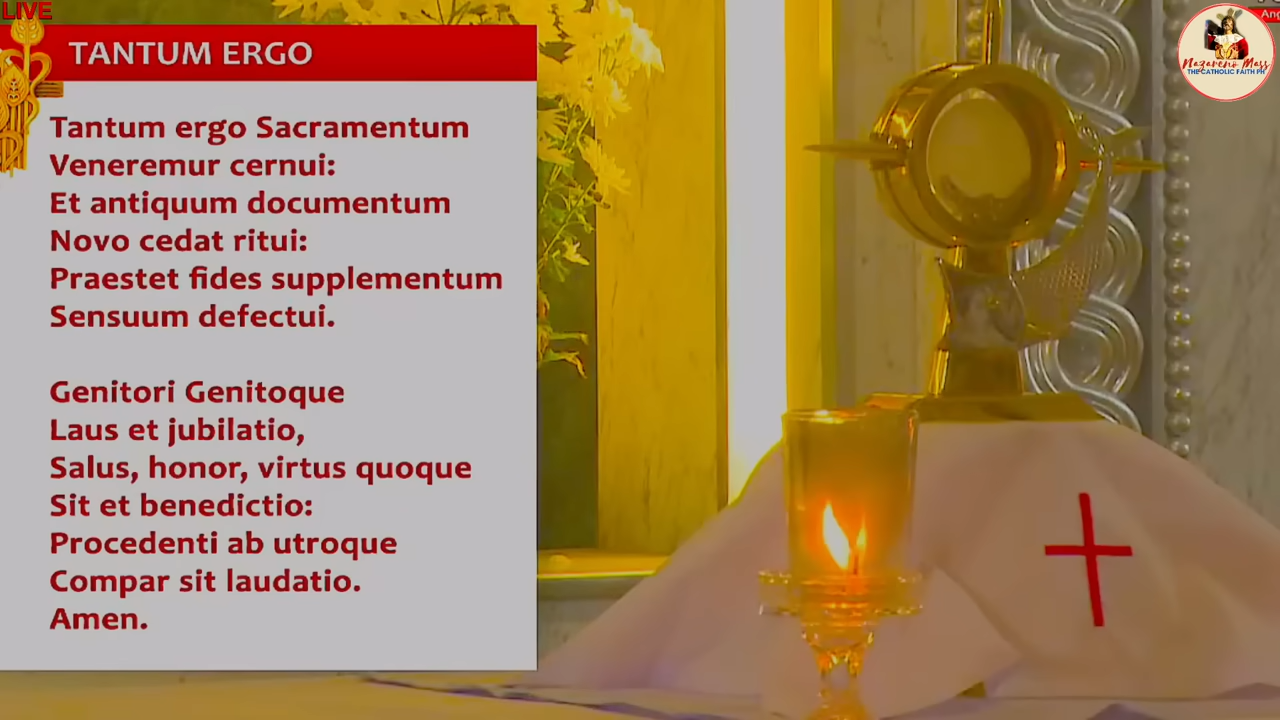 LIVE
TANTUM ERGO
Tantum ergo Sacramentum
Veneremur cernui:
Et antiquum documentum
Novo cedat ritui:
Praestet fides supplementum
Sensuum defectui.
Genitori Genitoque
Laus et jubilatio,
Salus, honor, virtus quoque
Sit et benedictio:
Procedenti ab utroque
Compar sit laudatio.
Amen.
Nazareno Mass
THE CATHOLIC FAITH PH